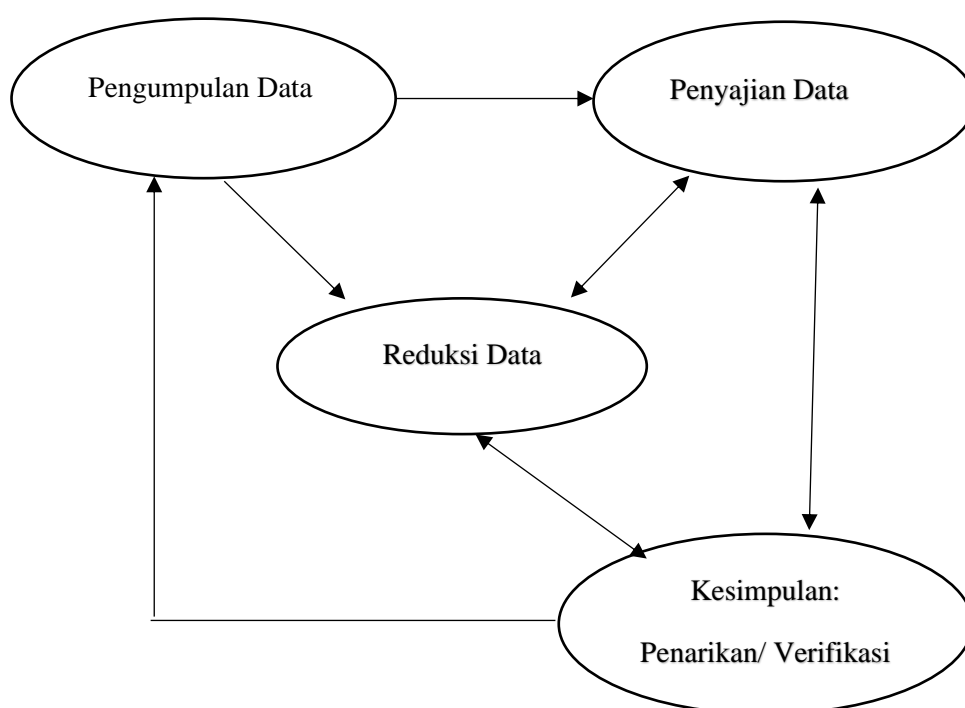 Pengumpulan Data
Penyajian Data
Reduksi Data
Kesimpulan:
Penarikan/ Verifikasi